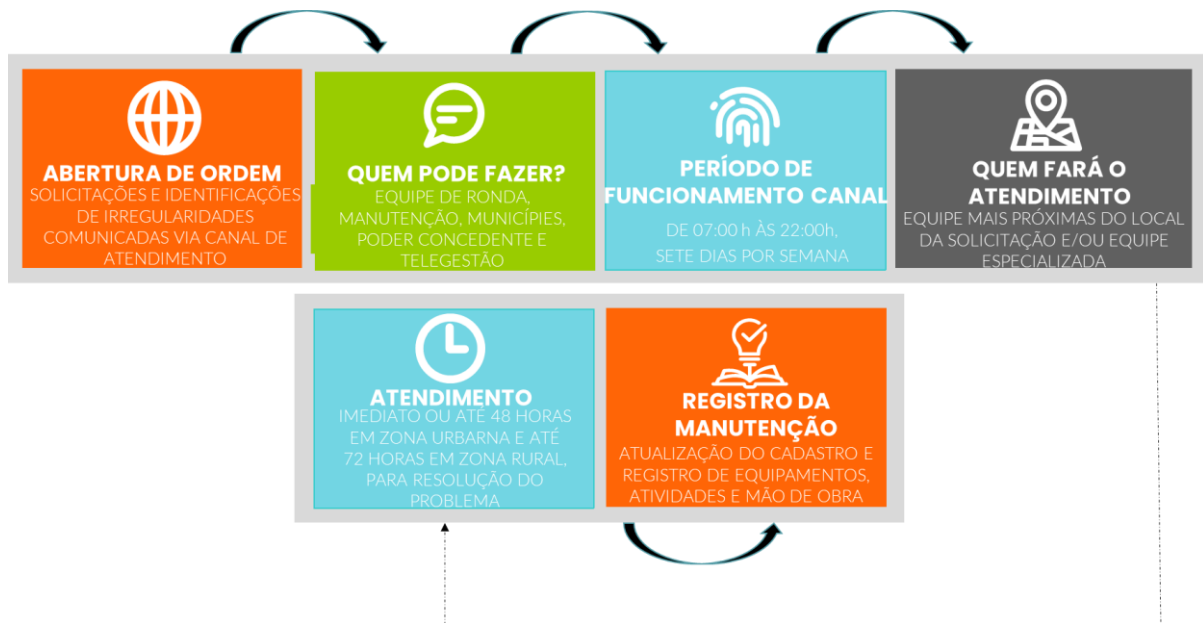 ABERTURA DE ORDEM
SOLICITAÇÕES E IDENTIFICAÇÕES
DE IRREGULARIDADES
COMUNICADAS VIA CANAL DE
ATENDIMENTO
QUEM PODE FAZER?
EQUIPE DE RONDA,
MANUTENÇÃO, MUNICÍPIES,
PODER CONCEDENTE E
TELEGESTÃO
PERÍODO DE
FUNCIONAMENTO CANAL
DE 07:00 h ÀS 22:00h,
SETE DIAS POR SEMANA
QUEM FARÁ O
ATENDIMENTO
EQUIPE MAIS PRÓXIMAS DO LOCAL
DA SOLICITAÇÃO E/OU EQUIPE
ESPECIALIZADA
ATENDIMENTO
IMEDIATO OU ATÉ 48 HORAS
EM ZONA URBARNA E ATÉ
72 HORAS EM ZONA RURAL,
PARA RESOLUÇÃO DO
PROBLEMA
REGISTRO DA
MANUTENÇÃO
ATUALIZAÇÃO DO CADASTRO E
REGISTRO DE EQUIPAMENTOS,
ATIVIDADES E MÃO DE OBRA